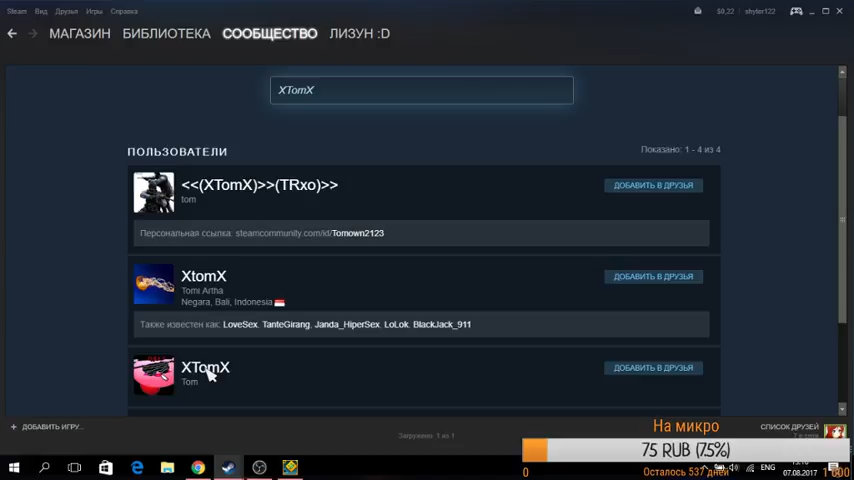 Steam Вид Друзья Игры Справка
$0,22 shyter122
МАГАЗИН БИБЛИОТЕКА СООБЩЕСТВО ЛИЗУН :D
XTomX
ПОЛЬЗОВАТЕЛИ
Показано: 1 - 4 из 4
<<(XTomX)>>(TRxo)>>
ДОБАВИТЬ В ДРУЗЬЯ
tom
Персональная ссылка: steamcommunity.com/id/Tomown2123
XtomX
ДОБАВИТЬ В ДРУЗЬЯ
Tomi Artha
Negara, Bali, Indonesia
Также известен как: LoveSex, TanteGirang, Janda_HiperSex, LoLok, BlackJack_911
XTomX
ДОБАВИТЬ В ДРУЗЬЯ
Tom
ДОБАВИТЬ ИГРУ...
Загружено: 1 из 1
На микро
СПИСОК ДРУЗЕЙ
75 RUB (7.5%)
0
Осталось 537 дней
1 000
ENG
07.08.2017